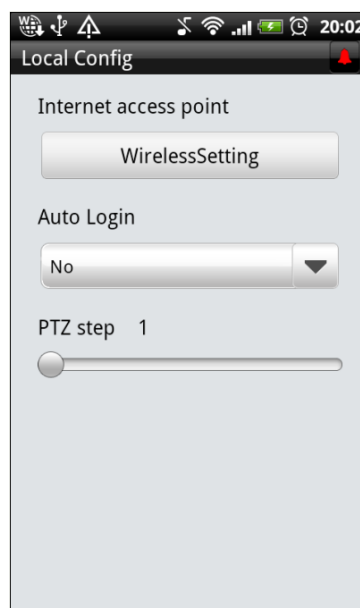 20:02
Local Config
Internet access point
WirelessSetting
Auto Login
No
PTZ step 1